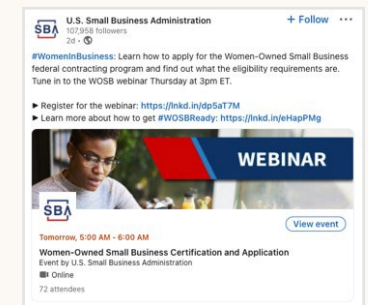 SBA
U.S. Small Business Administration
+ Follow ...
107,958 followers
2d •
#WomenInBusiness: Learn how to apply for the Women-Owned Small Business
federal contracting program and find out what the eligibility requirements are.
Tune in to the WOSB webinar Thursday at 3pm ET.
► Register for the webinar: https://lnkd.in/dp5aT7M
► Learn more about how to get #WOSBReady: https://lnkd.in/eHapPMg
WEBINAR
SBA
View event
Tomorrow, 5:00 AM - 6:00 AM
Women-Owned Small Business Certification and Application
Event by U.S. Small Business Administration
Online
72 attendees